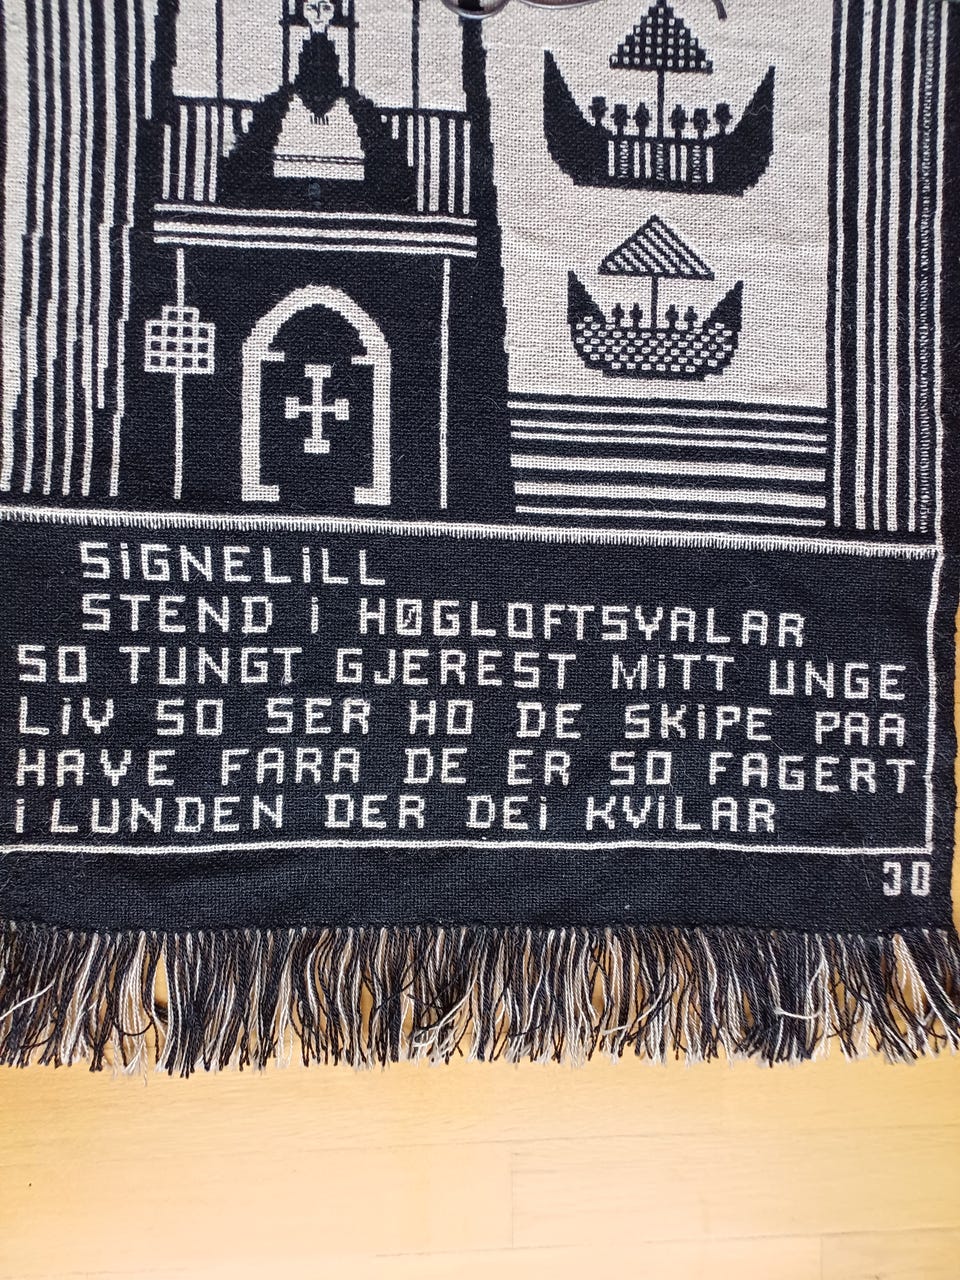 SiGNELiLL
STEND i HØGLOFTSVALAR
SO TUNGT GJEREST MiTT UNGE
LiV SO SER HO DE SKiPE PAA
HAVE FARA DE ER SO FAGERT
i LUNDEN DER DEi KViLAR
JO